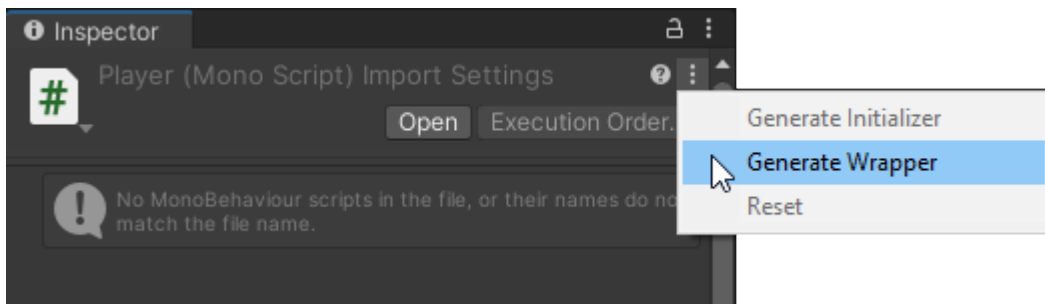 Inspector
Player (Mono Script) Import Settings
Open
Execution Order.
Generate Initializer
Generate Wrapper
Reset
No MonoBehaviour scripts in the file, or their names do no
match the file name.